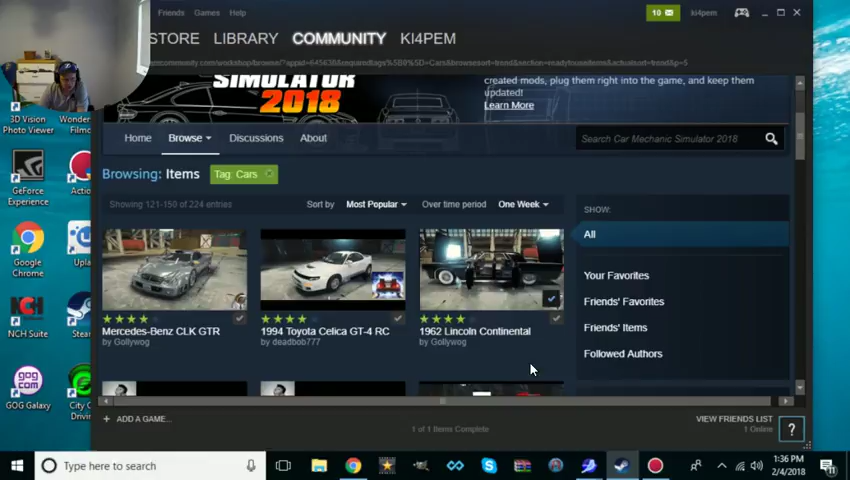 Friends Games Help
10 ki4pem
STORE LIBRARY COMMUNITY KI4PEM
SIMULATOR
2018
created mods, plug them right into the game, and keep them
updated!
Learn More
Home Browse Discussions About
Search Car Mechanic Simulator 2018
Browsing: Items Tag: Cars
Showing 121-150 of 224 entries
Sort by Most Popular Over time period One Week
SHOW:
All
Your Favorites
Friends' Favorites
Friends' Items
Followed Authors
Mercedes-Benz CLK GTR
by Gollywog
1994 Toyota Celica GT-4 RC
by deadbob777
1962 Lincoln Continental
by Gollywog
+ ADD A GAME...
1 of 1 Items Complete
VIEW FRIENDS LIST
1 Online
?
3D Vision
Photo Viewer
GeForce
Experience
Google
Chrome
NCH Suite
GOG Galaxy
Type here to search
1:36 PM
2/4/2018
11